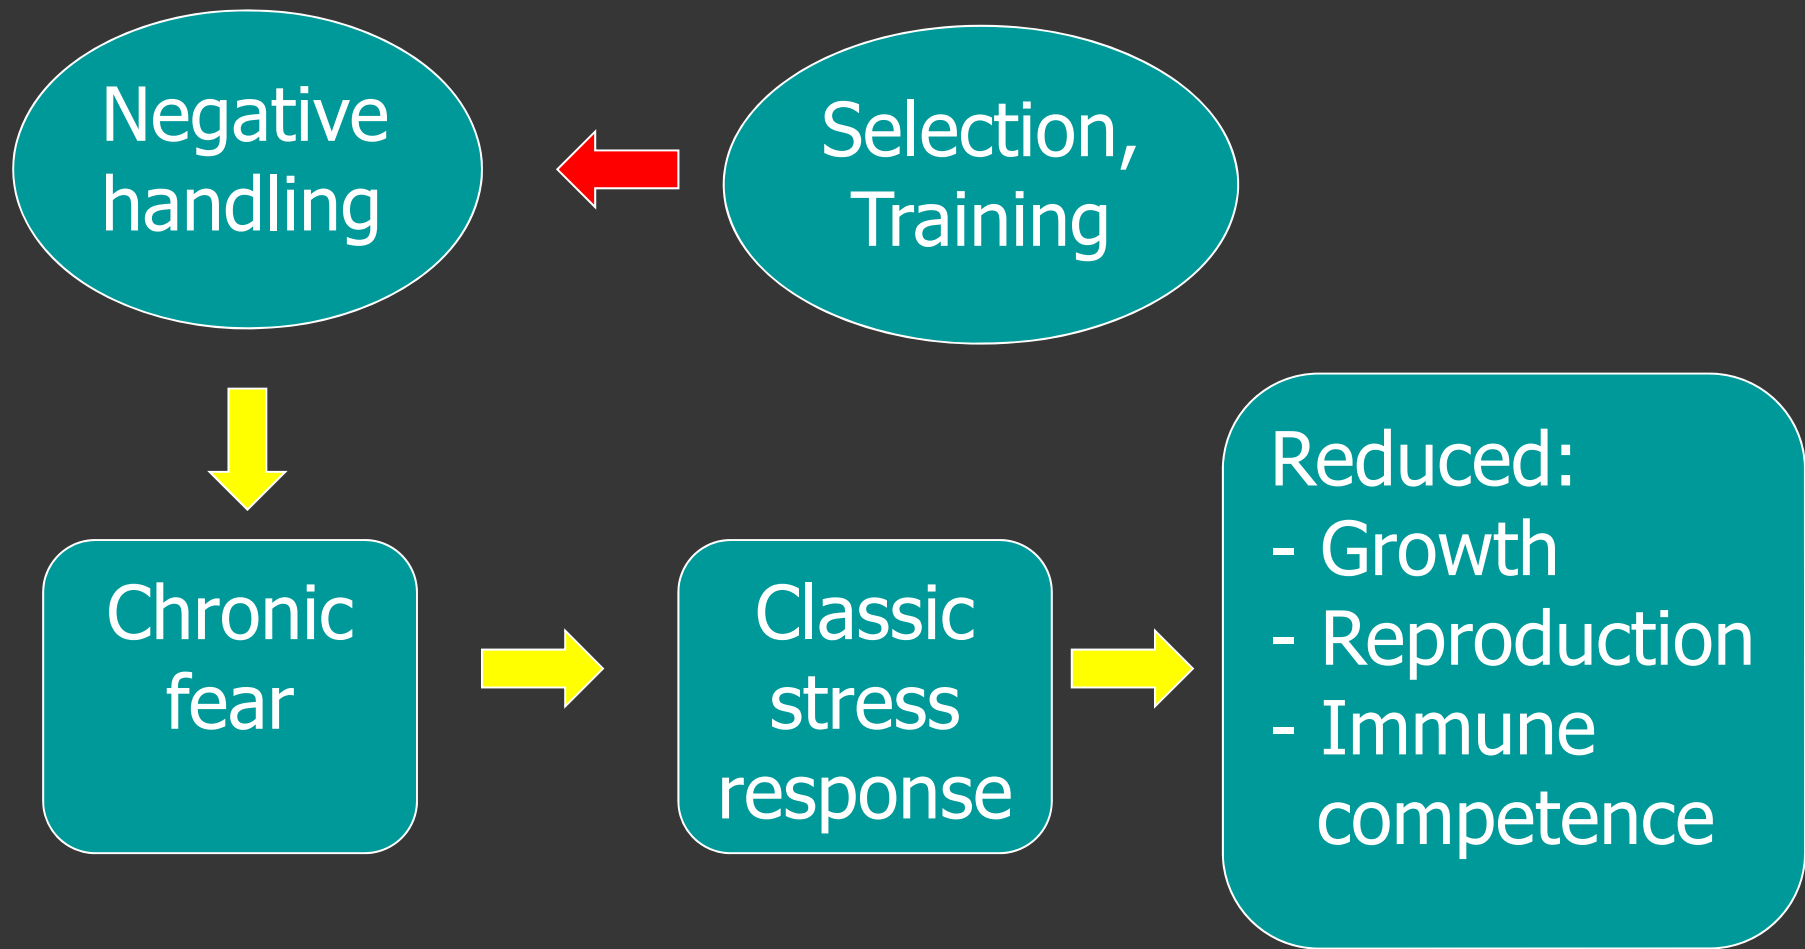 Negative
handling
Selection,
Training
Chronic
fear
Classic
stress
response
Reduced:
- Growth
- Reproduction
- Immune
competence